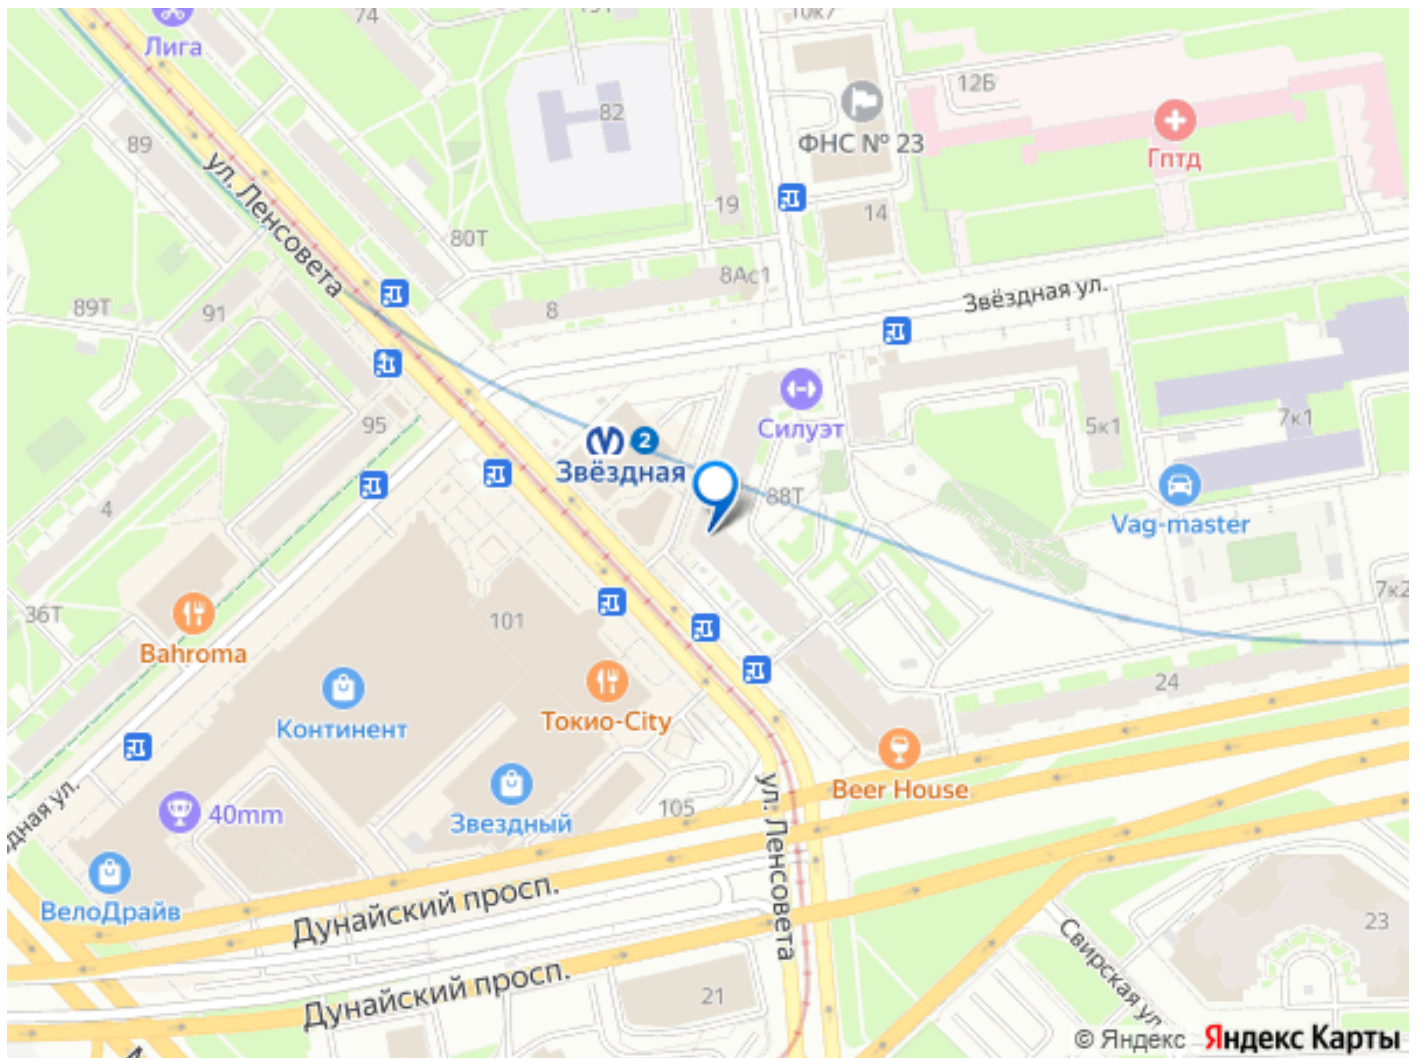 74
Лига
10к7
12Б
82
ФНС № 23
Гптд
89
ул. Ленсовета
19
14
80Т
8Ас1
Звёздная ул.
89Т
91
8
Силуэт
95
5к1
7к1
2
Звёздная
88Т
4
Vag-master
7к2
36Т
101
Bahroma
24
Континент
Токио-City
Beer House
ул. Ленсовета
105
40mm
Звездный
дная ул.
ВелоДрайв
Дунайский просп.
23
Свирская ул.
Дунайский просп.
21
© Яндекс Яндекс Карты